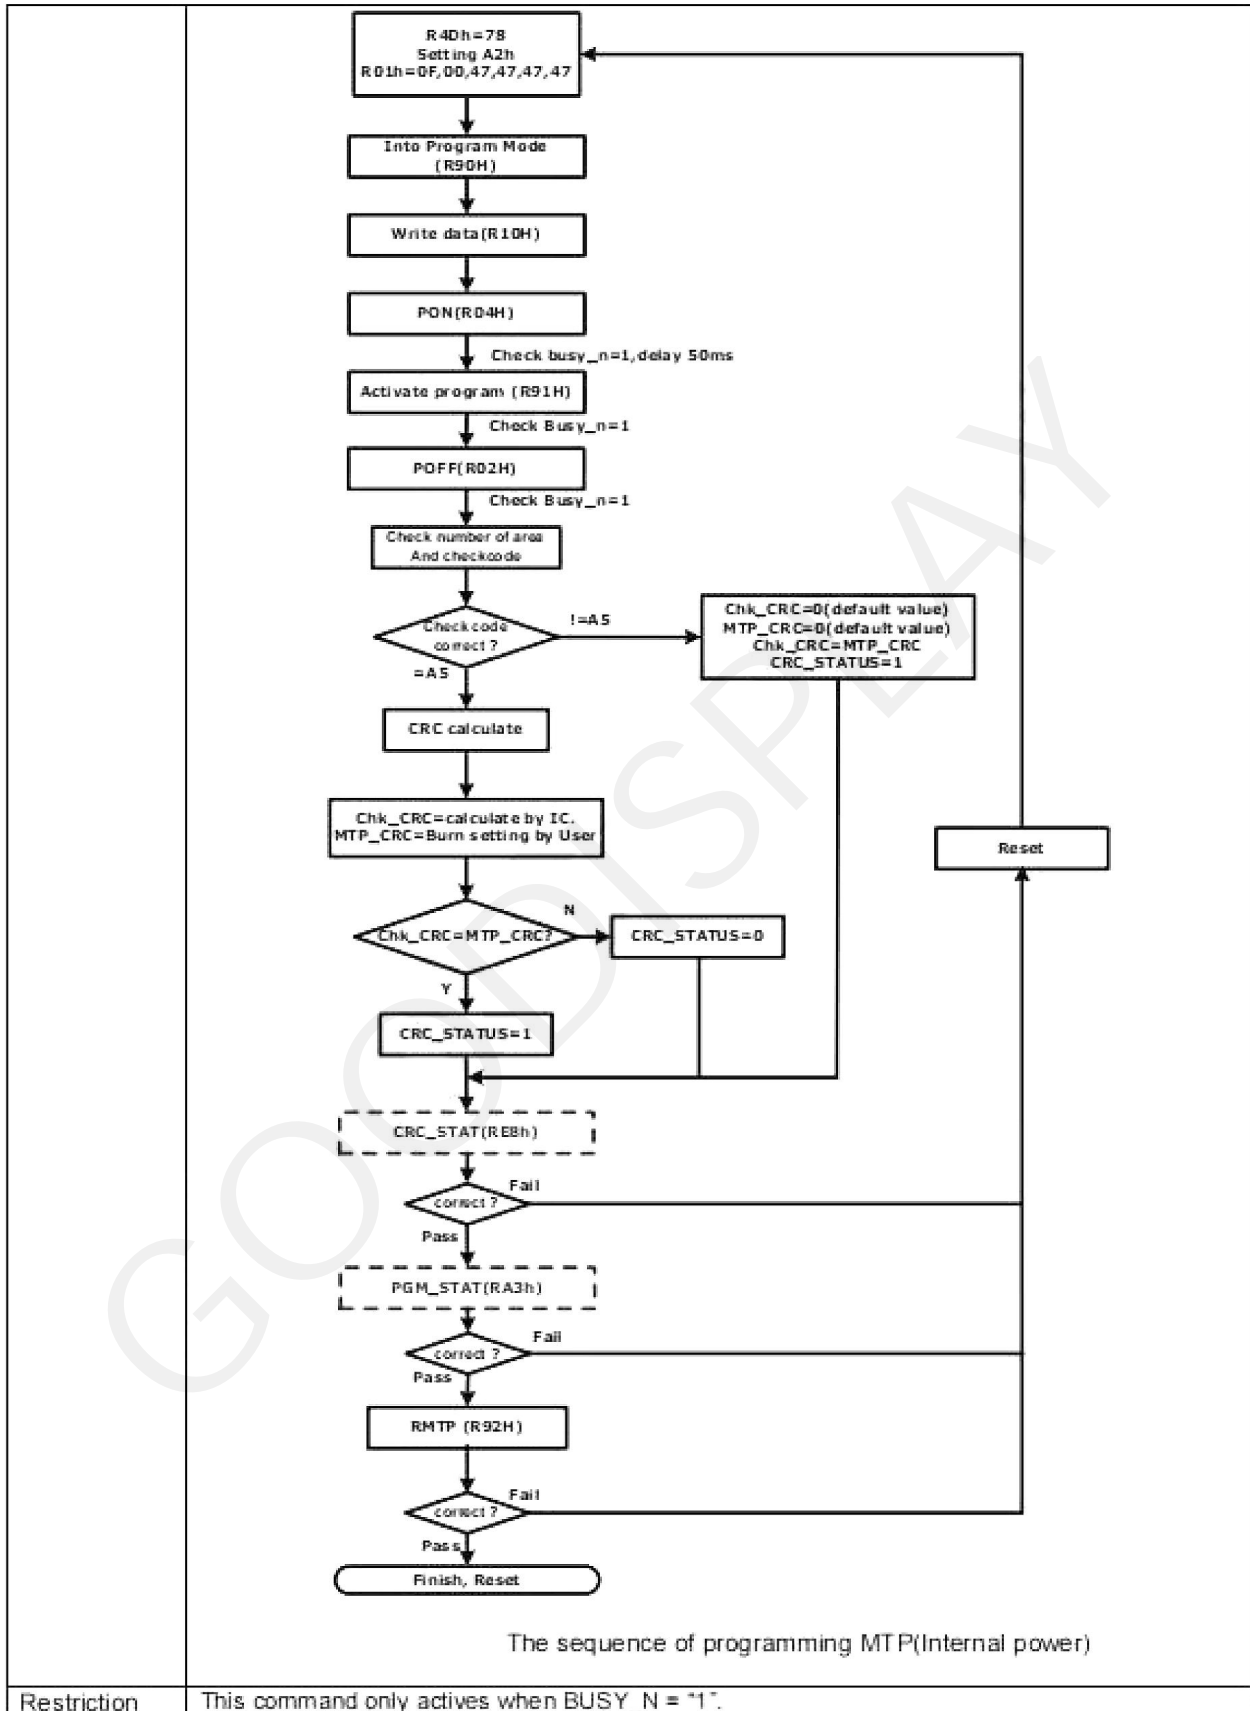 R4Dh=78
Setting A2h
R01h=0F,00,47,47,47,47
Into Program Mode
(R90H)
Write data(R10H)
PON(R04H)
Check busy_n=1,delay 50ms
Activate program (R91H)
Check Busy_n=1
POFF(R02H)
Check Busy_n=1
Check number of area
And checkcode
Check code
correct ?
!=A5
Chk_CRC=0(default value)
MTP_CRC=0(default value)
Chk_CRC=MTP_CRC
CRC_STATUS=1
=A5
CRC calculate
Chk_CRC=calculate by IC.
MTP_CRC=Burn setting by User
Reset
Chk_CRC=MTP_CRC?
N
CRC_STATUS=0
Y
CRC_STATUS=1
CRC_STAT(RE8h)
correct ?
Fail
Pass
PGM_STAT(RA3h)
correct ?
Fail
Pass
RMTP (R92H)
correct ?
Fail
Pass
Finish, Reset
The sequence of programming MTP(Internal power)
Restriction
This command only actives when BUSY_N = "1".
GOODISPLAY